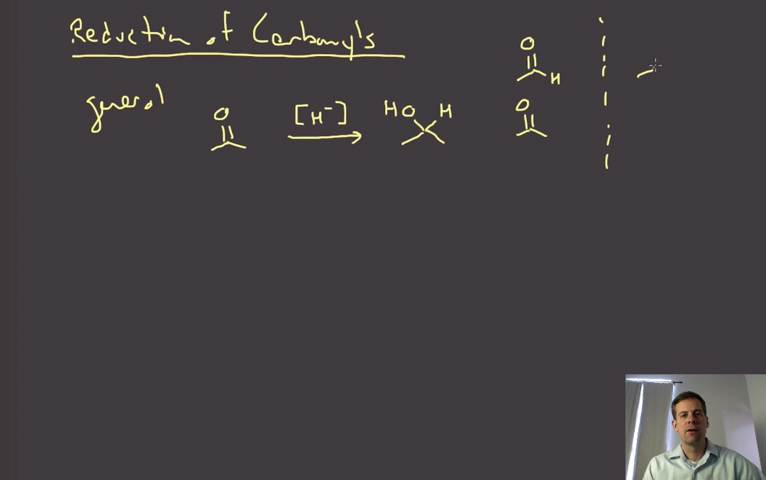 Reduction of Carbonyl's
O
H
general
O
[H⁻]
HO H
O